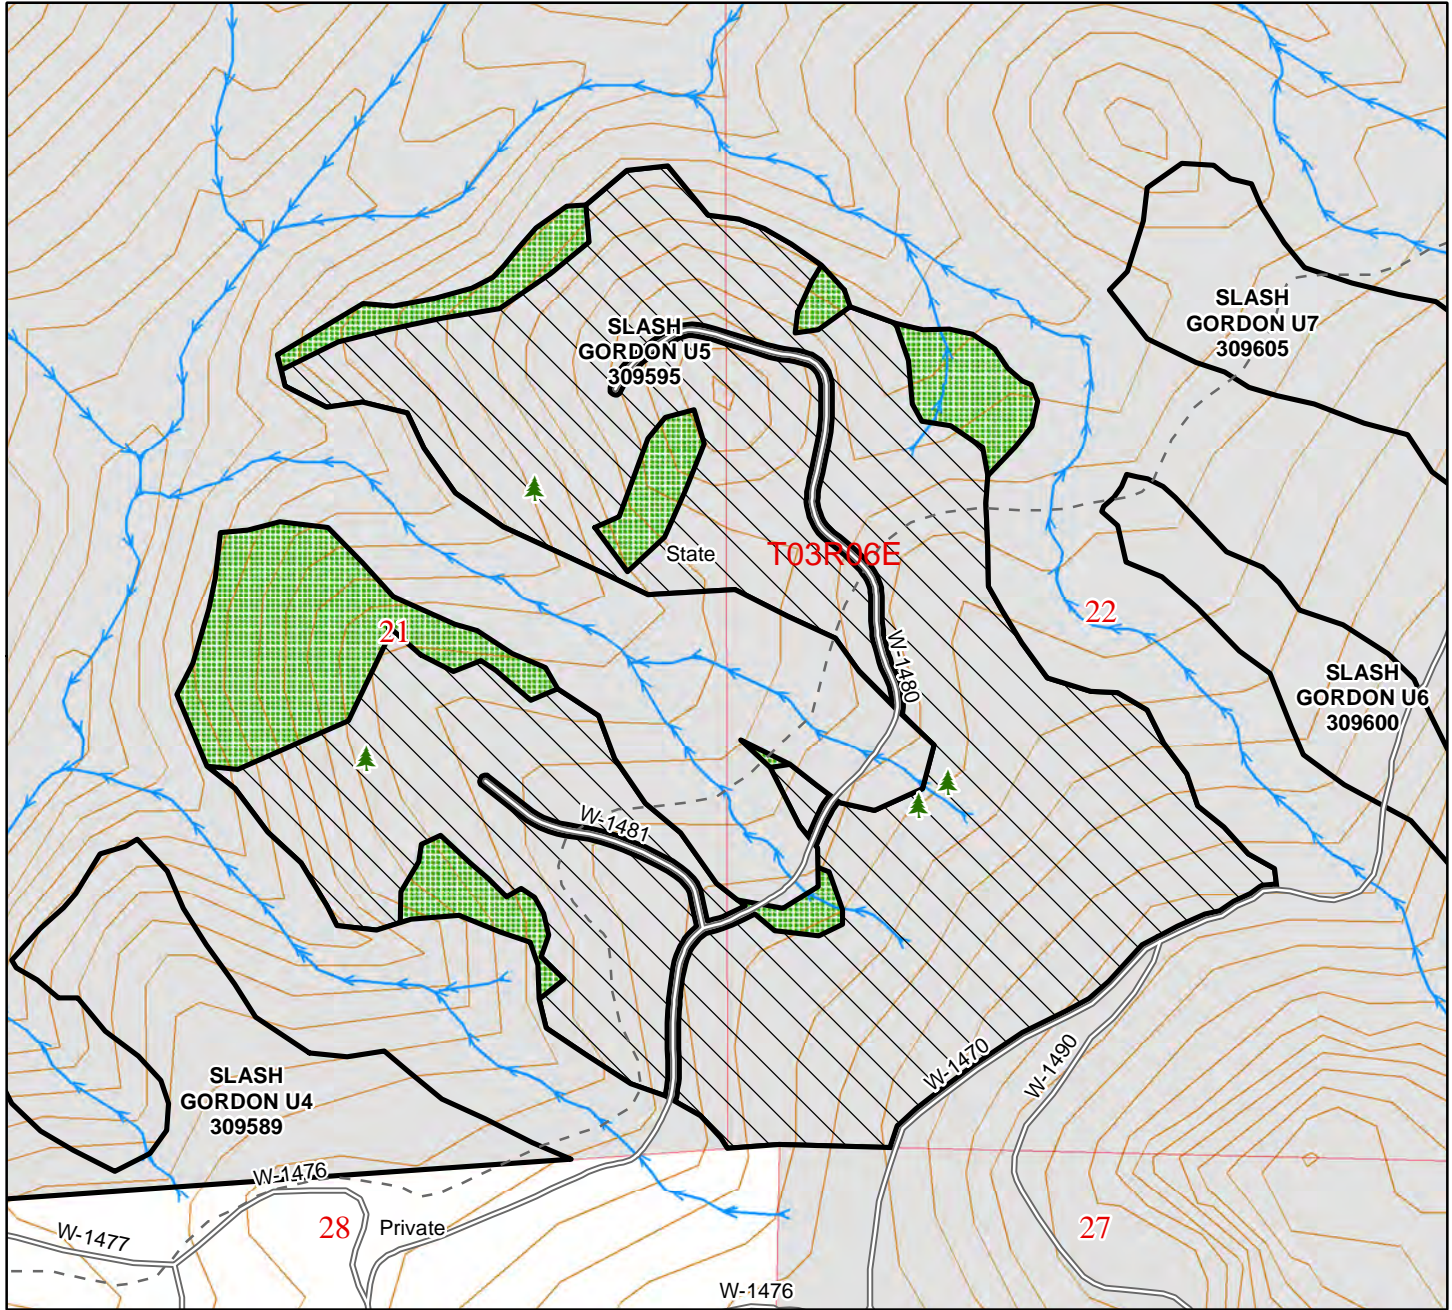 SLASH
GORDON U7
309605
SLASH
GORDON U5
309595
State
T03R06E
22
21
W-1480
SLASH
GORDON U6
309600
W-1481
W-1470
W-1490
SLASH
GORDON U4
309589
W-1476
28
Private
27
W-1477
W-1476